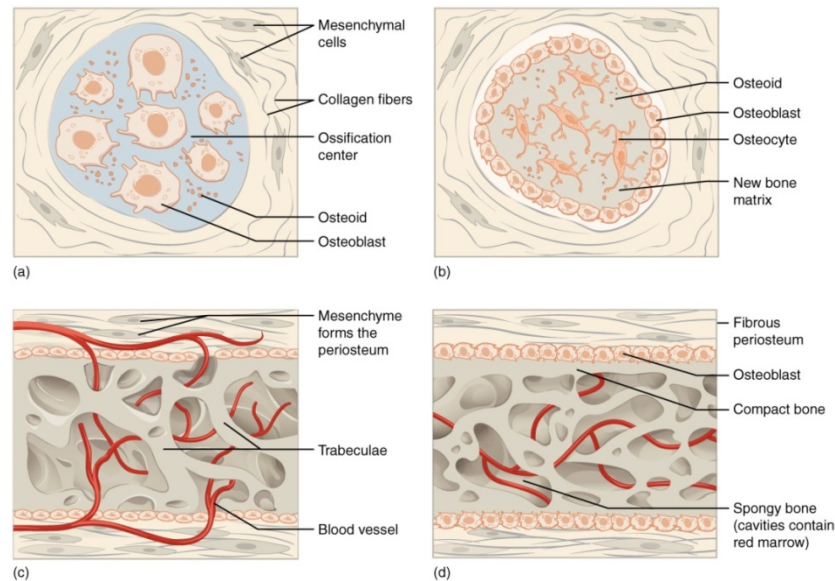 Mesenchymal
cells
Collagen fibers
Ossification
center
Osteoid
Osteoblast
(a)
Osteoid
Osteoblast
Osteocyte
New bone
matrix
(b)
Mesenchyme
forms the
periosteum
Trabeculae
Blood vessel
(c)
Fibrous
periosteum
Osteoblast
Compact bone
Spongy bone
(cavities contain
red marrow)
(d)